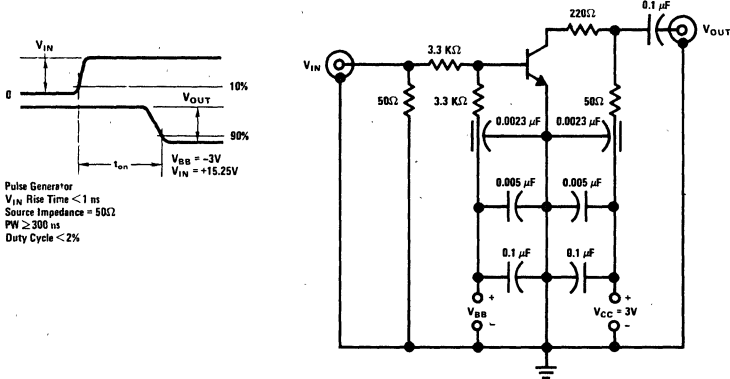 V_IN
0
10%
V_OUT
90%
t_on
V_BB = −3V
V_IN = +15.25V
Pulse Generator
V_IN Rise Time < 1 ns
Source Impedance = 50Ω
PW ≥ 300 ns
Duty Cycle < 2%
V_IN
50Ω
3.3 KΩ
3.3 KΩ
220Ω
0.1 μF
V_OUT
50Ω
0.0023 μF
0.0023 μF
0.005 μF
0.005 μF
0.1 μF
0.1 μF
+
V_BB
−
+
V_CC = 3V
−